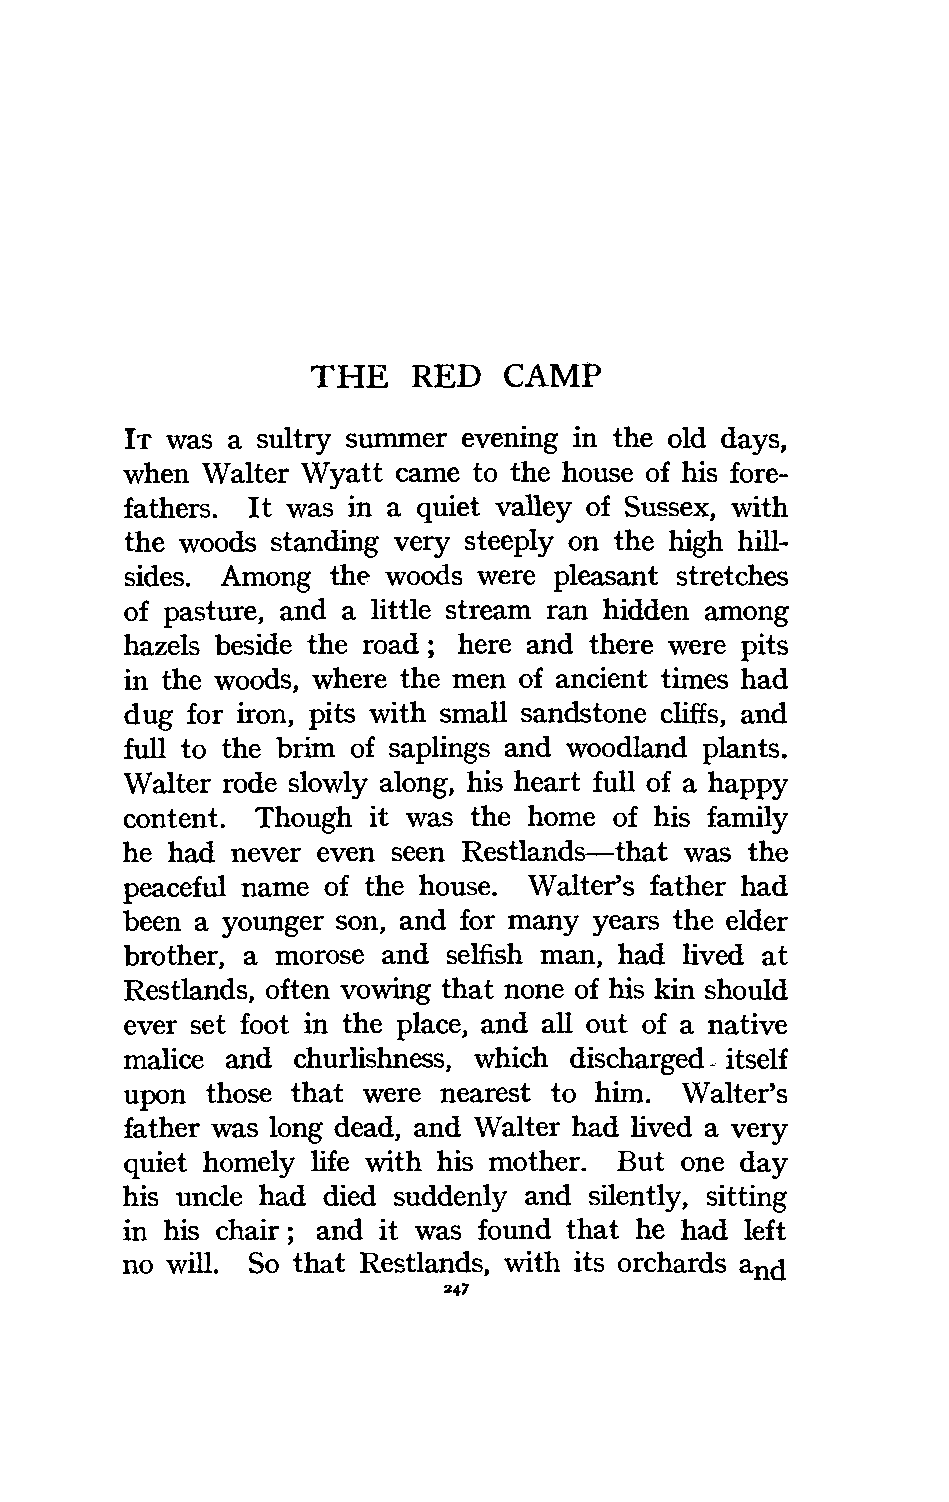 THE RED CAMP
IT was a sultry summer evening in the old days,
when Walter Wyatt came to the house of his fore-
fathers. It was in a quiet valley of Sussex, with
the woods standing very steeply on the high hill-
sides. Among the woods were pleasant stretches
of pasture, and a little stream ran hidden among
hazels beside the road ; here and there were pits
in the woods, where the men of ancient times had
dug for iron, pits with small sandstone cliffs, and
full to the brim of saplings and woodland plants.
Walter rode slowly along, his heart full of a happy
content. Though it was the home of his family
he had never even seen Restlands—that was the
peaceful name of the house. Walter's father had
been a younger son, and for many years the elder
brother, a morose and selfish man, had lived at
Restlands, often vowing that none of his kin should
ever set foot in the place, and all out of a native
malice and churlishness, which discharged itself
upon those that were nearest to him. Walter's
father was long dead, and Walter had lived a very
quiet homely life with his mother. But one day
his uncle had died suddenly and silently, sitting
in his chair ; and it was found that he had left
no will. So that Restlands, with its orchards and
247